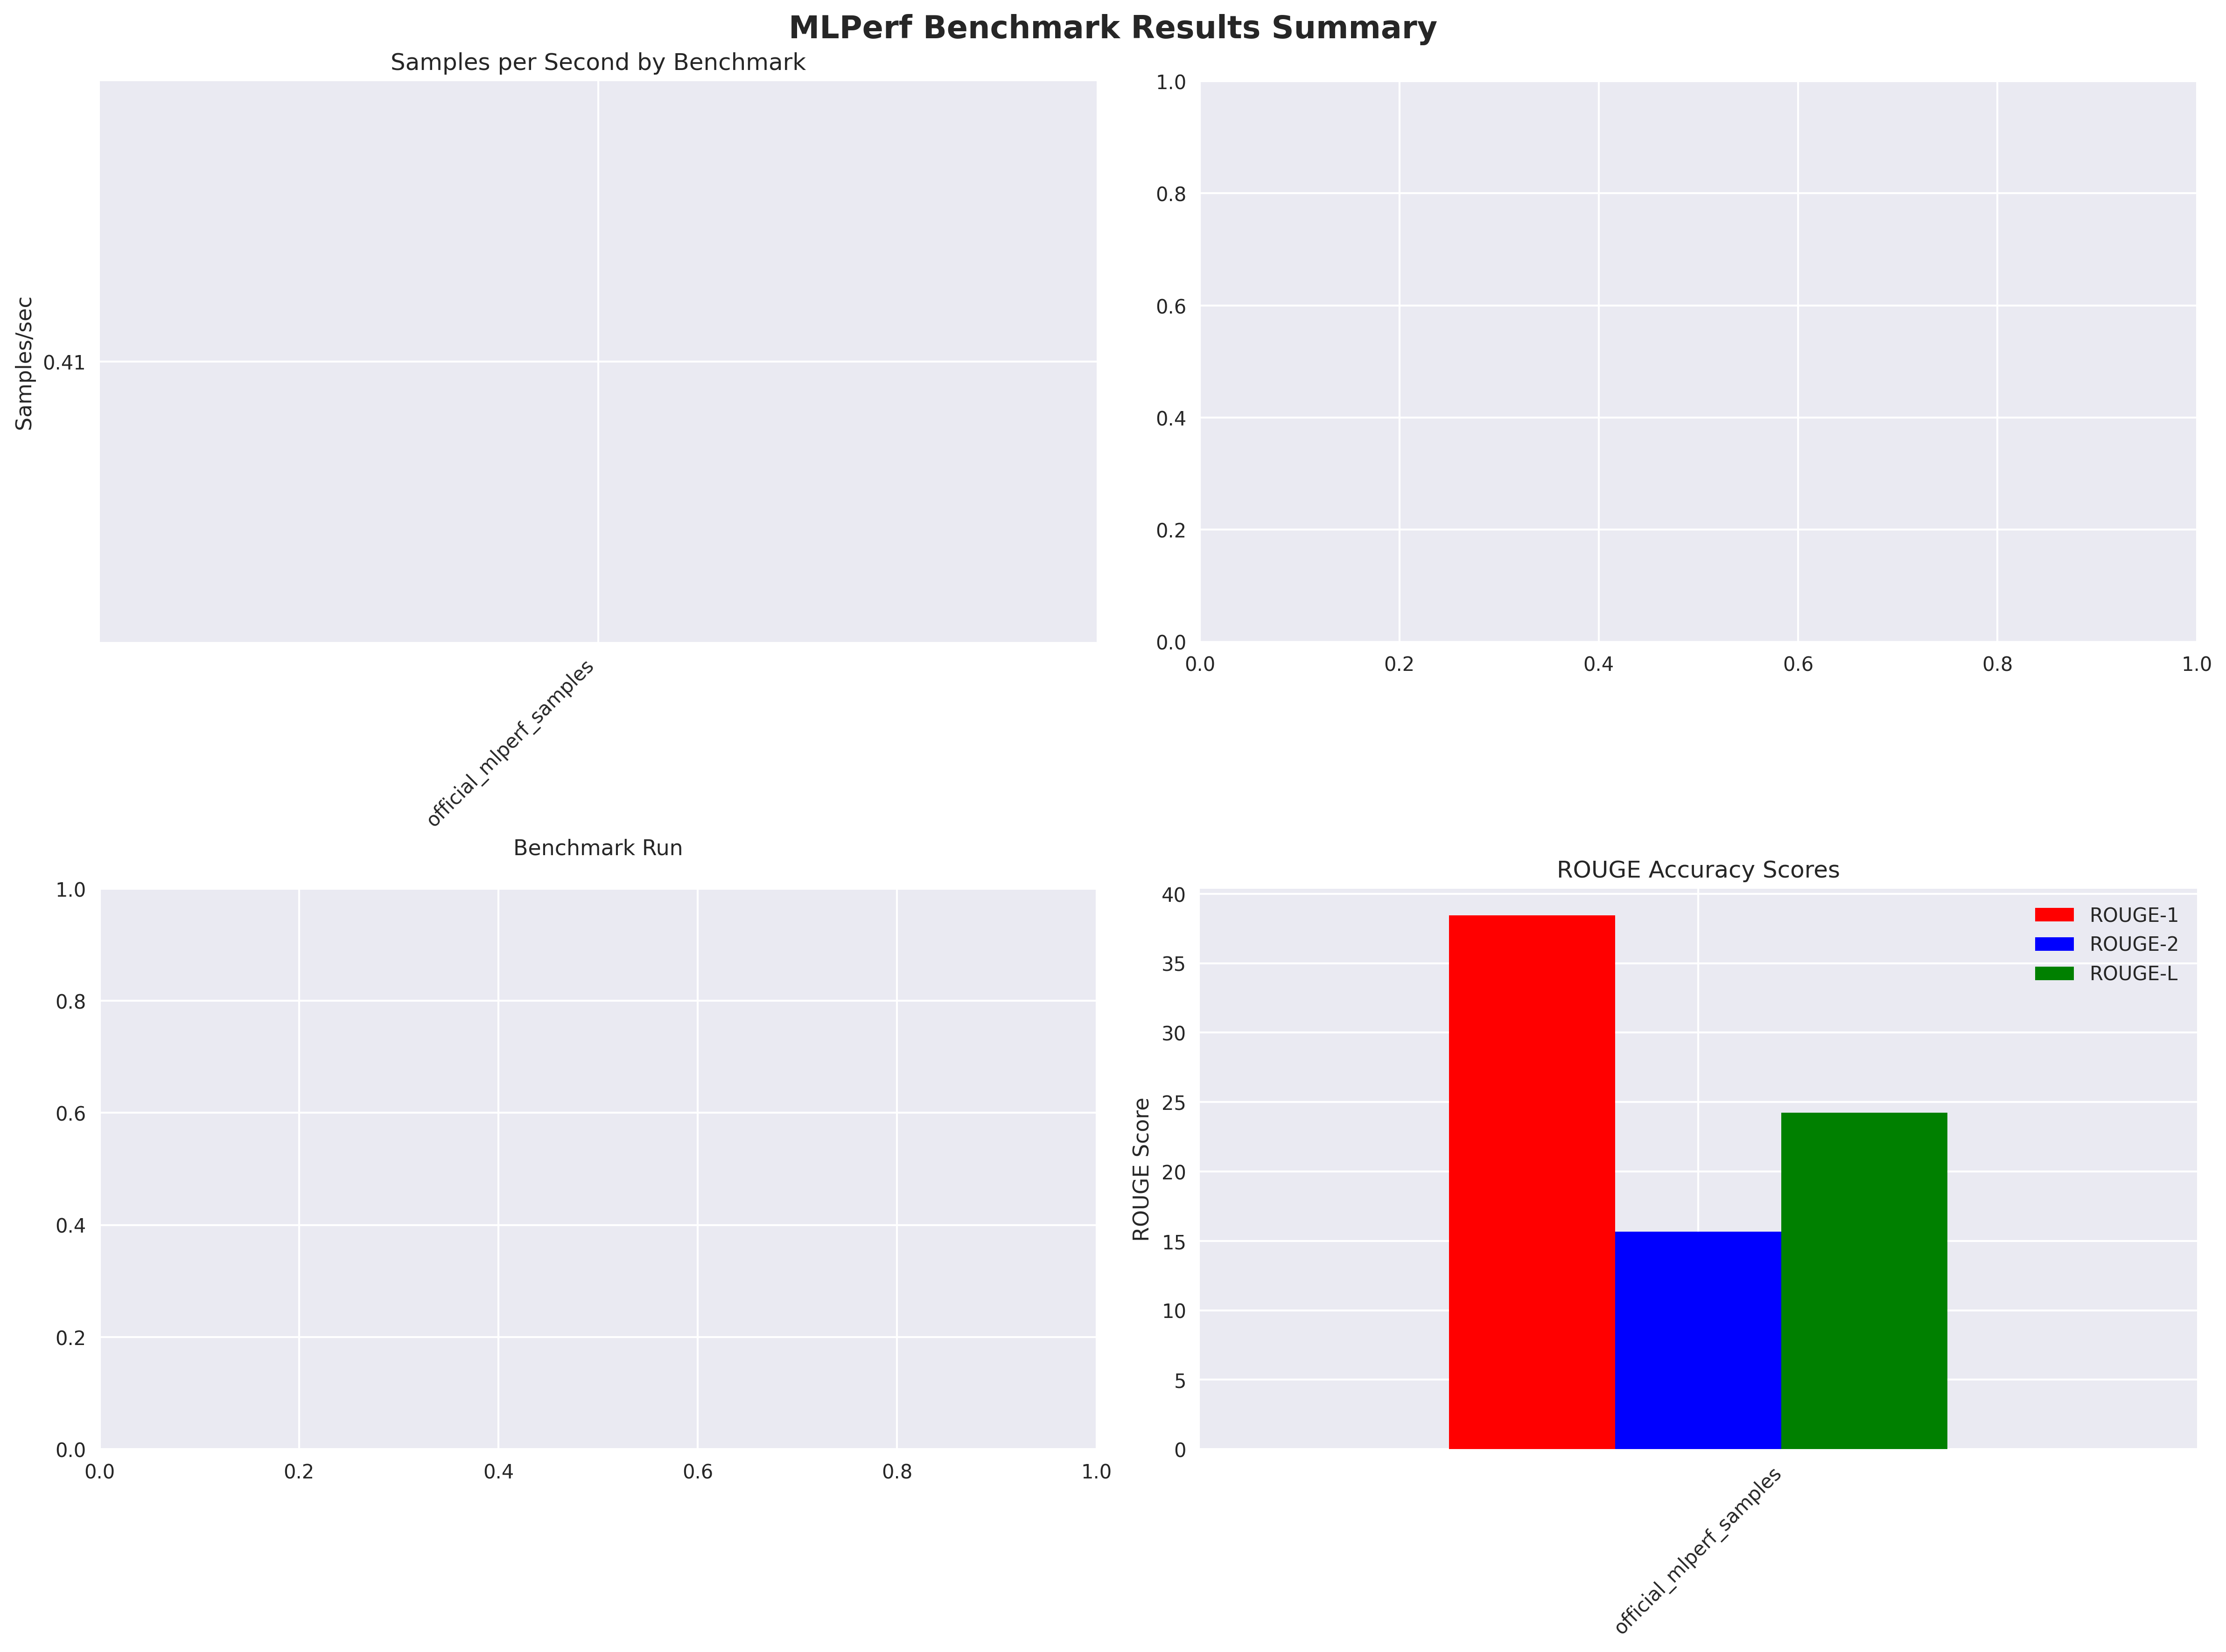 MLPerf Benchmark Results Summary
Samples per Second by Benchmark
Samples/sec
0.41
official_mlperf_samples
Benchmark Run
1.0
0.8
0.6
0.4
0.2
0.0
0.0 0.2 0.4 0.6 0.8 1.0
1.0
0.8
0.6
0.4
0.2
0.0
0.0 0.2 0.4 0.6 0.8 1.0
ROUGE Accuracy Scores
ROUGE Score
40
35
30
25
20
15
10
5
0
ROUGE-1
ROUGE-2
ROUGE-L
official_mlperf_samples